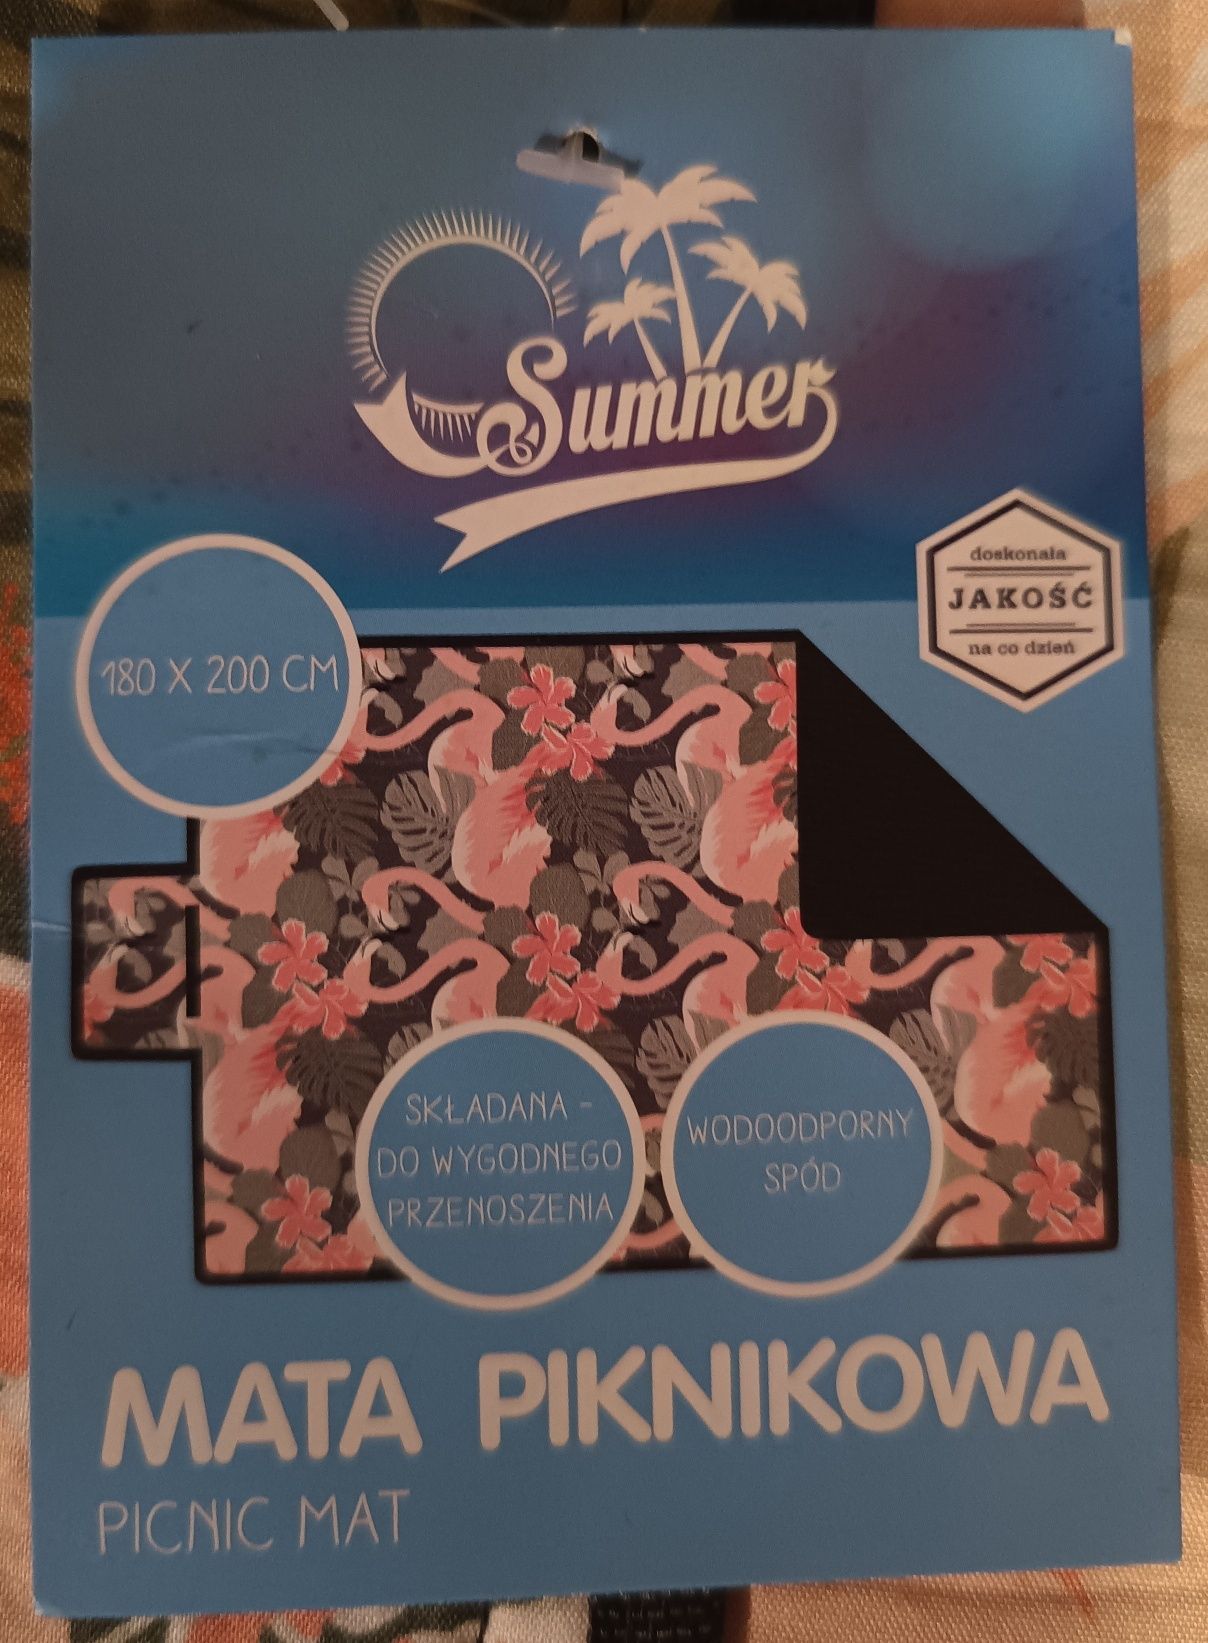 Summer
doskonała
JAKOŚĆ
na co dzień
180 X 200 CM
SKŁADANA -
DO WYGODNEGO
PRZENOSZENIA
WODOODPORNY
SPÓD
MATA PIKNIKOWA
PICNIC MAT